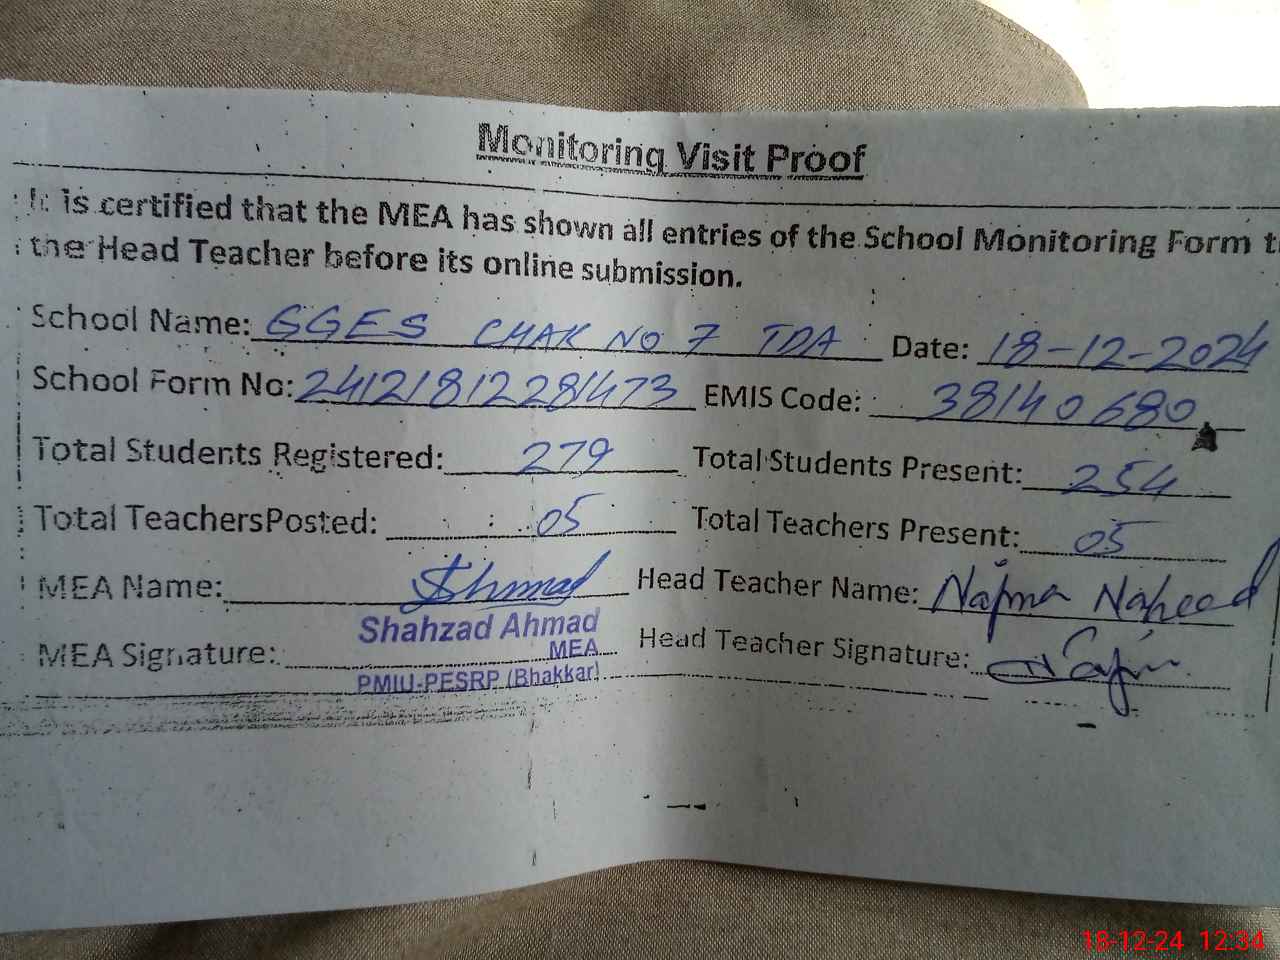 Monitoring Visit Proof
It is certified that the MEA has shown all entries of the School Monitoring Form
the Head Teacher before its online submission.
School Name: GGES CHAK NO 7 TDA Date: 18-12-2024
School Form No: 241218122281473 EMIS Code: 38140680
Total Students Registered: 279 Total Students Present: 254
Total TeachersPosted: 05 Total Teachers Present: 05
MEA Name: Head Teacher Name: Najma Naheed
Shahzad Ahmad
MEA Signature: MEA Head Teacher Signature:
PMIU-PESRP (Bhakkar)
18-12-24 12:34